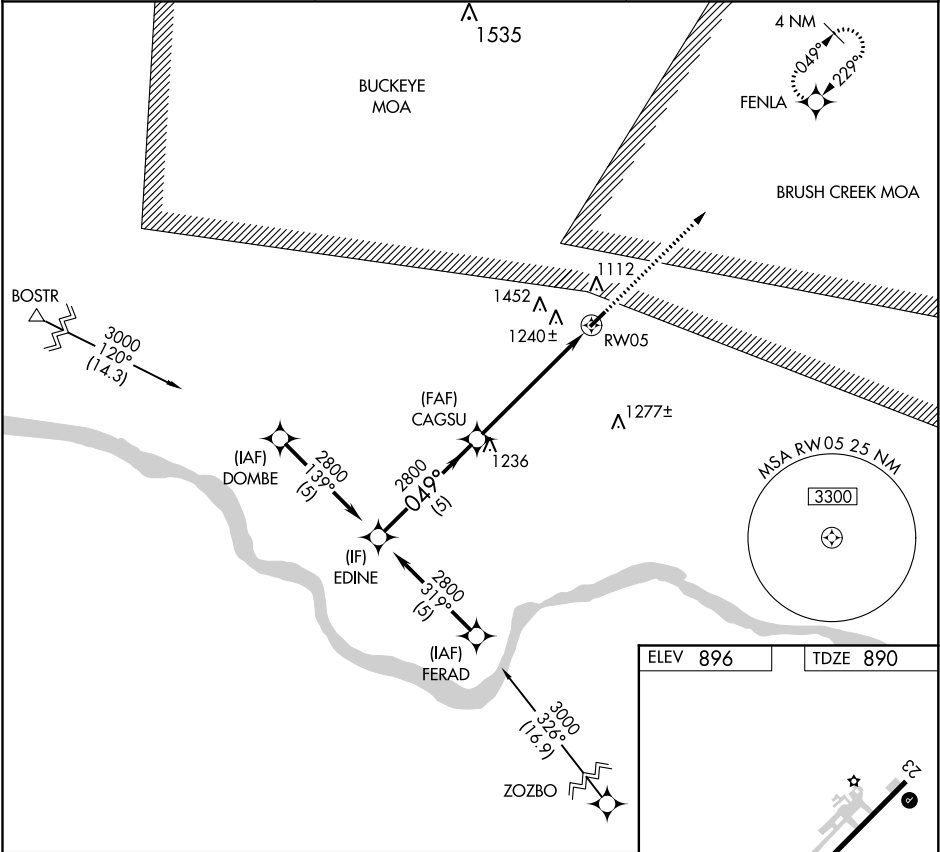 1535
BUCKEYE
MOA
4 NM
049°
229°
FENLA
BRUSH CREEK MOA
BOSTR
3000
120°
(14.3)
1112
1452
1240±
RW05
(FAF)
CAGSU
1277±
1236
(IAF)
DOMBE
2800
139°
(5)
2800
049°
(5)
(IF)
EDINE
2800
319°
(5)
(IAF)
FERAD
MSA RW05 25 NM
3300
3000
326°
(16.9)
ZOZBO
ELEV 896
TDZE 890
23
P